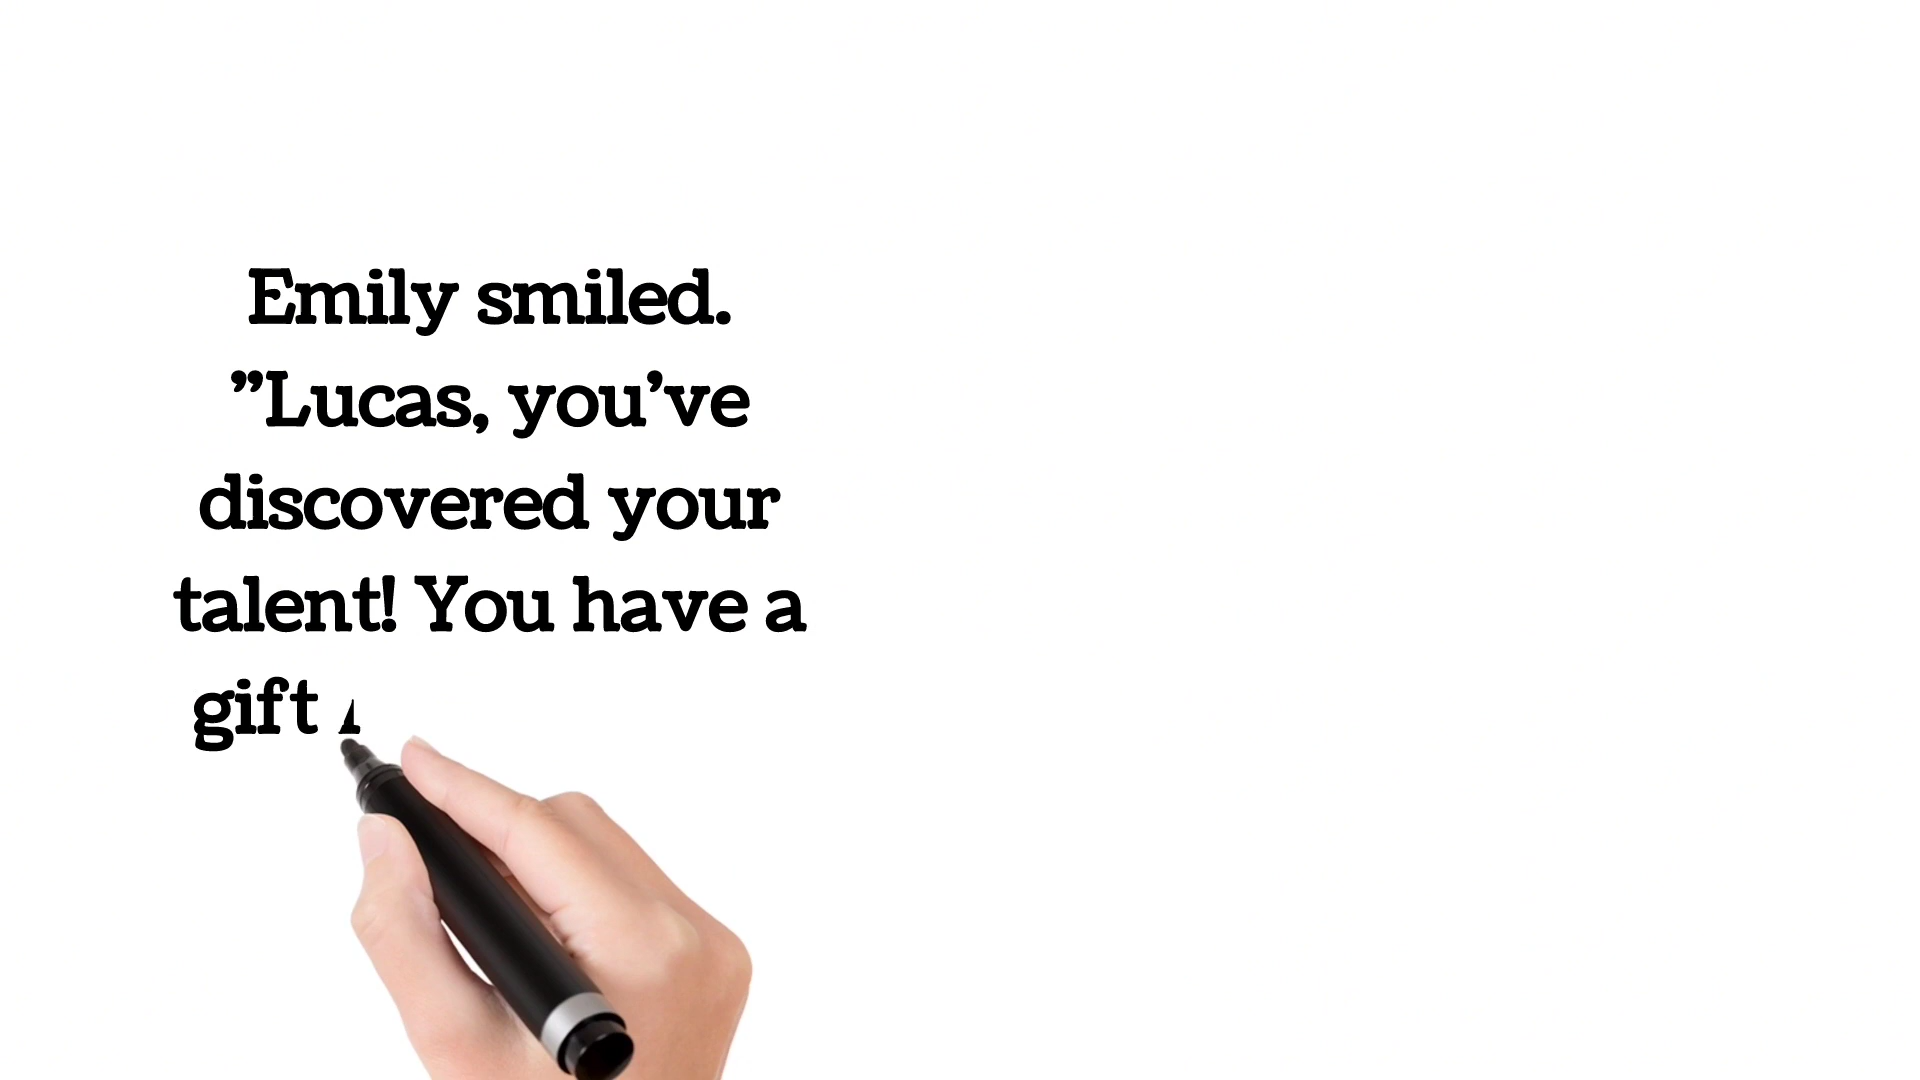 Emily smiled.
”Lucas, you’ve
discovered your
talent! You have a
gift